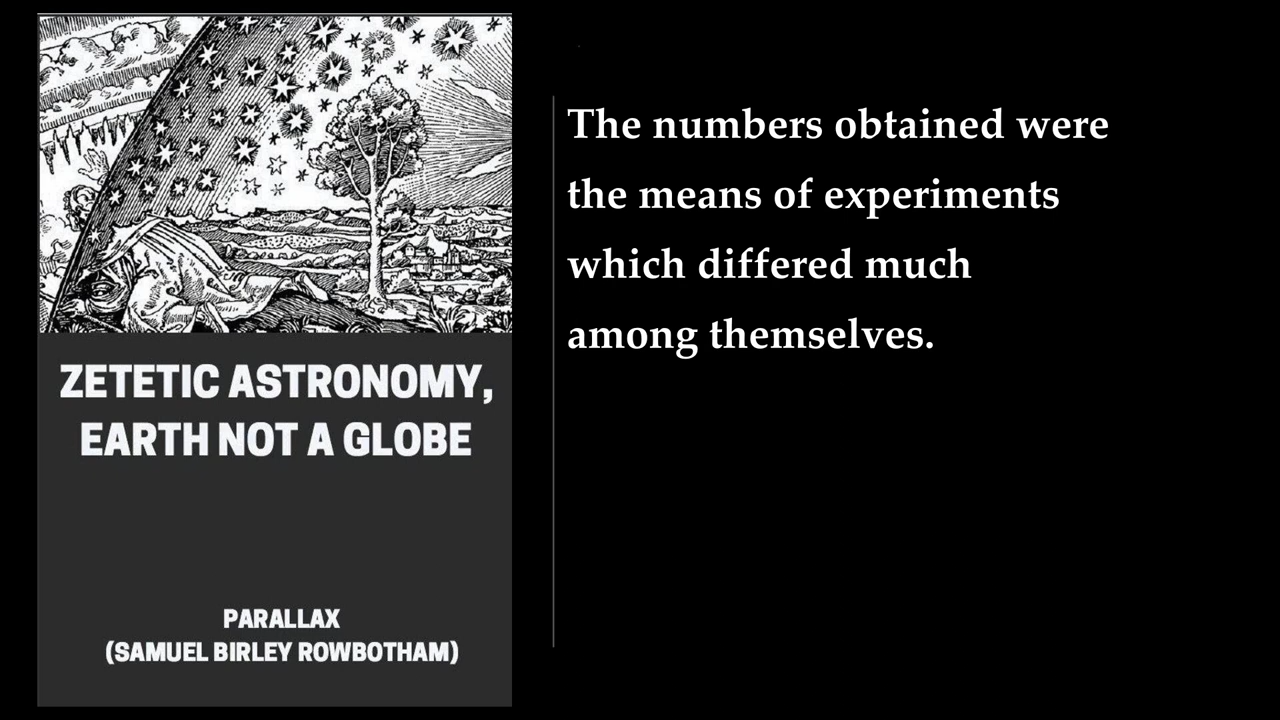 ZETETIC ASTRONOMY,
EARTH NOT A GLOBE
PARALLAX
(SAMUEL BIRLEY ROWBOTHAM)
The numbers obtained were
the means of experiments
which differed much
among themselves.